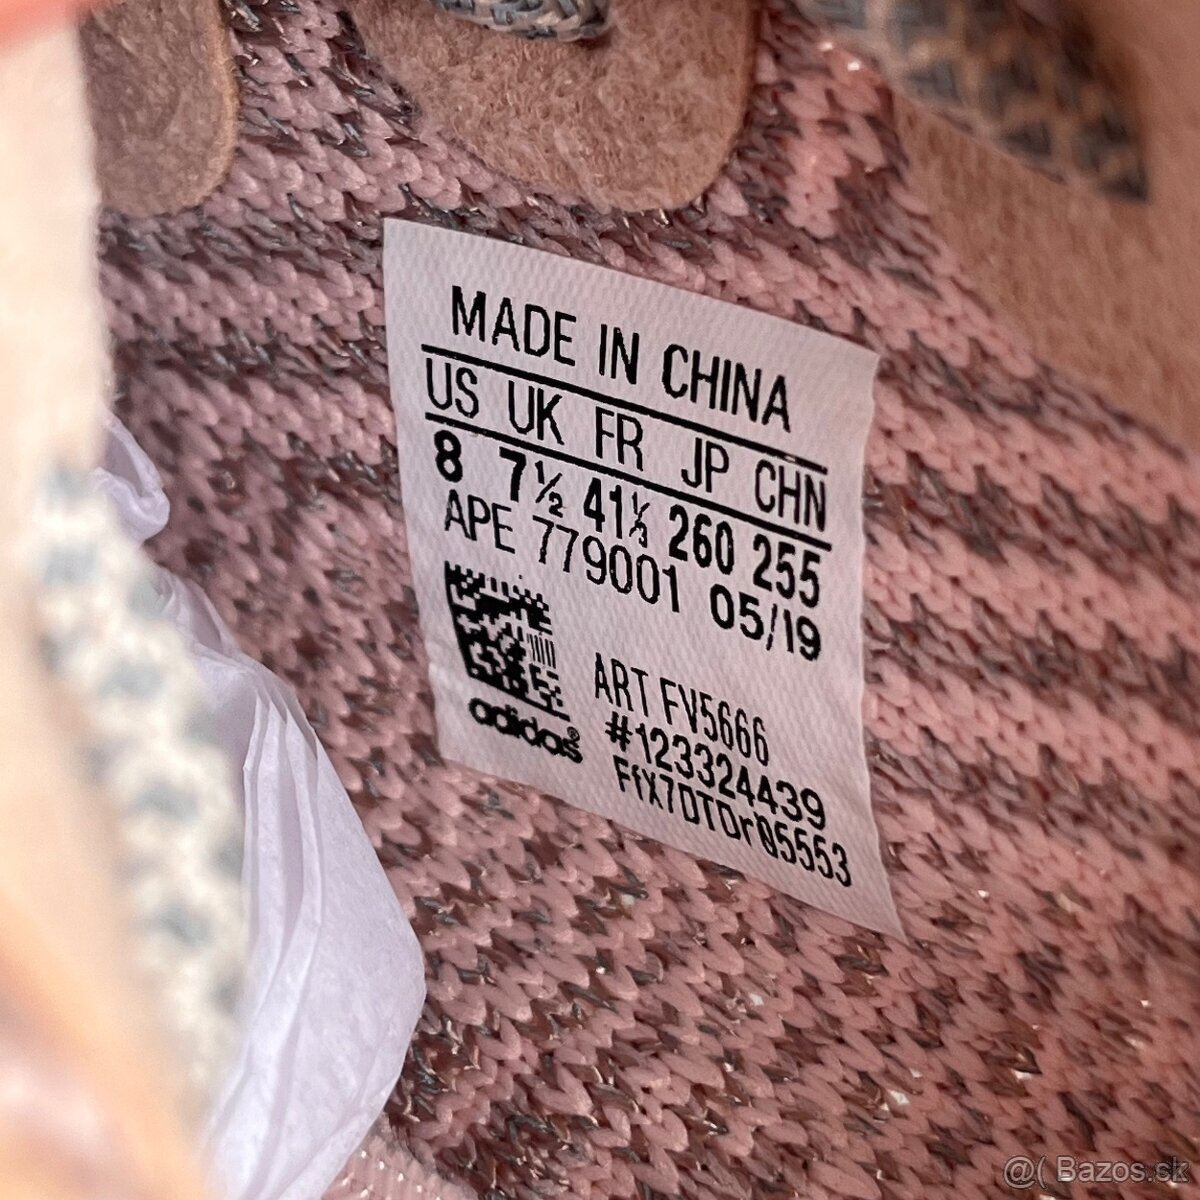 MADE IN CHINA
US UK FR JP CHN
8 7½ 41⅓ 260 255
APE 779001 05/19
ART FV5666
#123324439
FfX7DTDr05553
adidas®
@( Bazos.sk